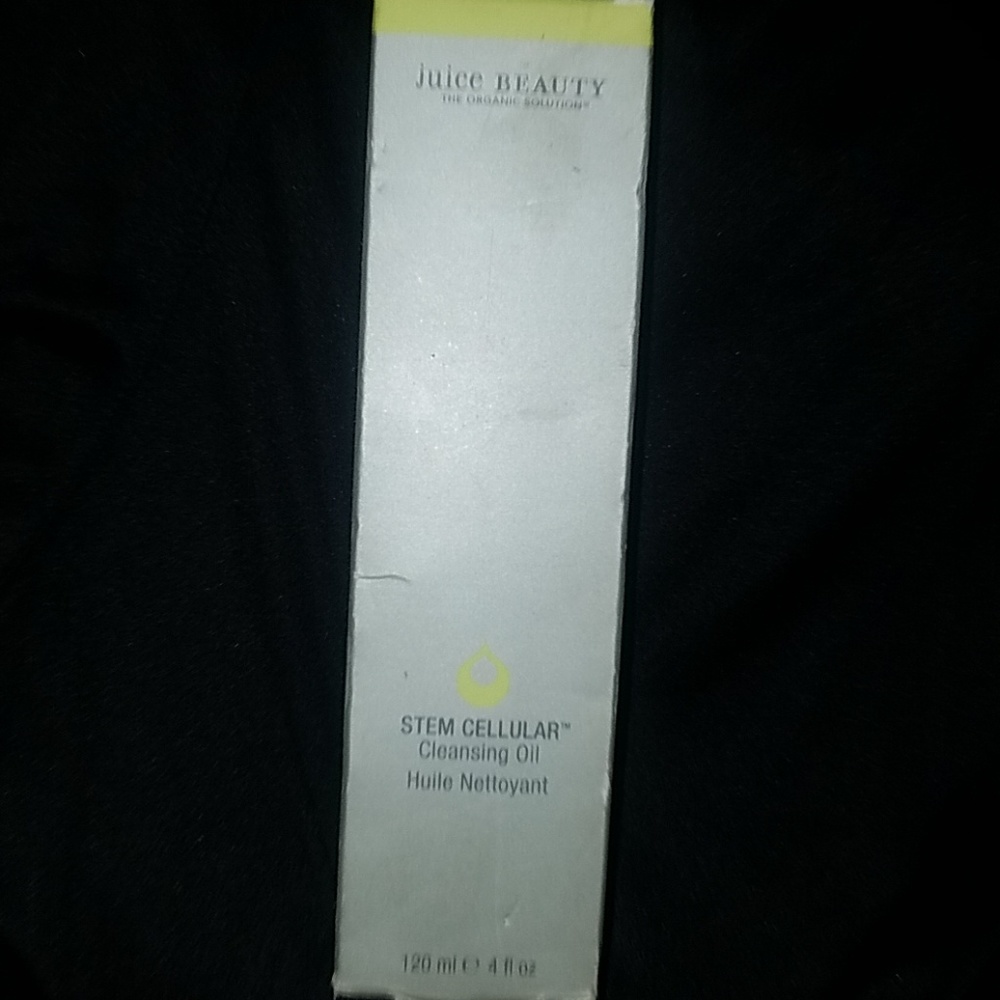 juice BEAUTY
THE ORGANIC SOLUTION®
STEM CELLULAR™
Cleansing Oil
Huile Nettoyant
120 ml ℮ 4 fl oz